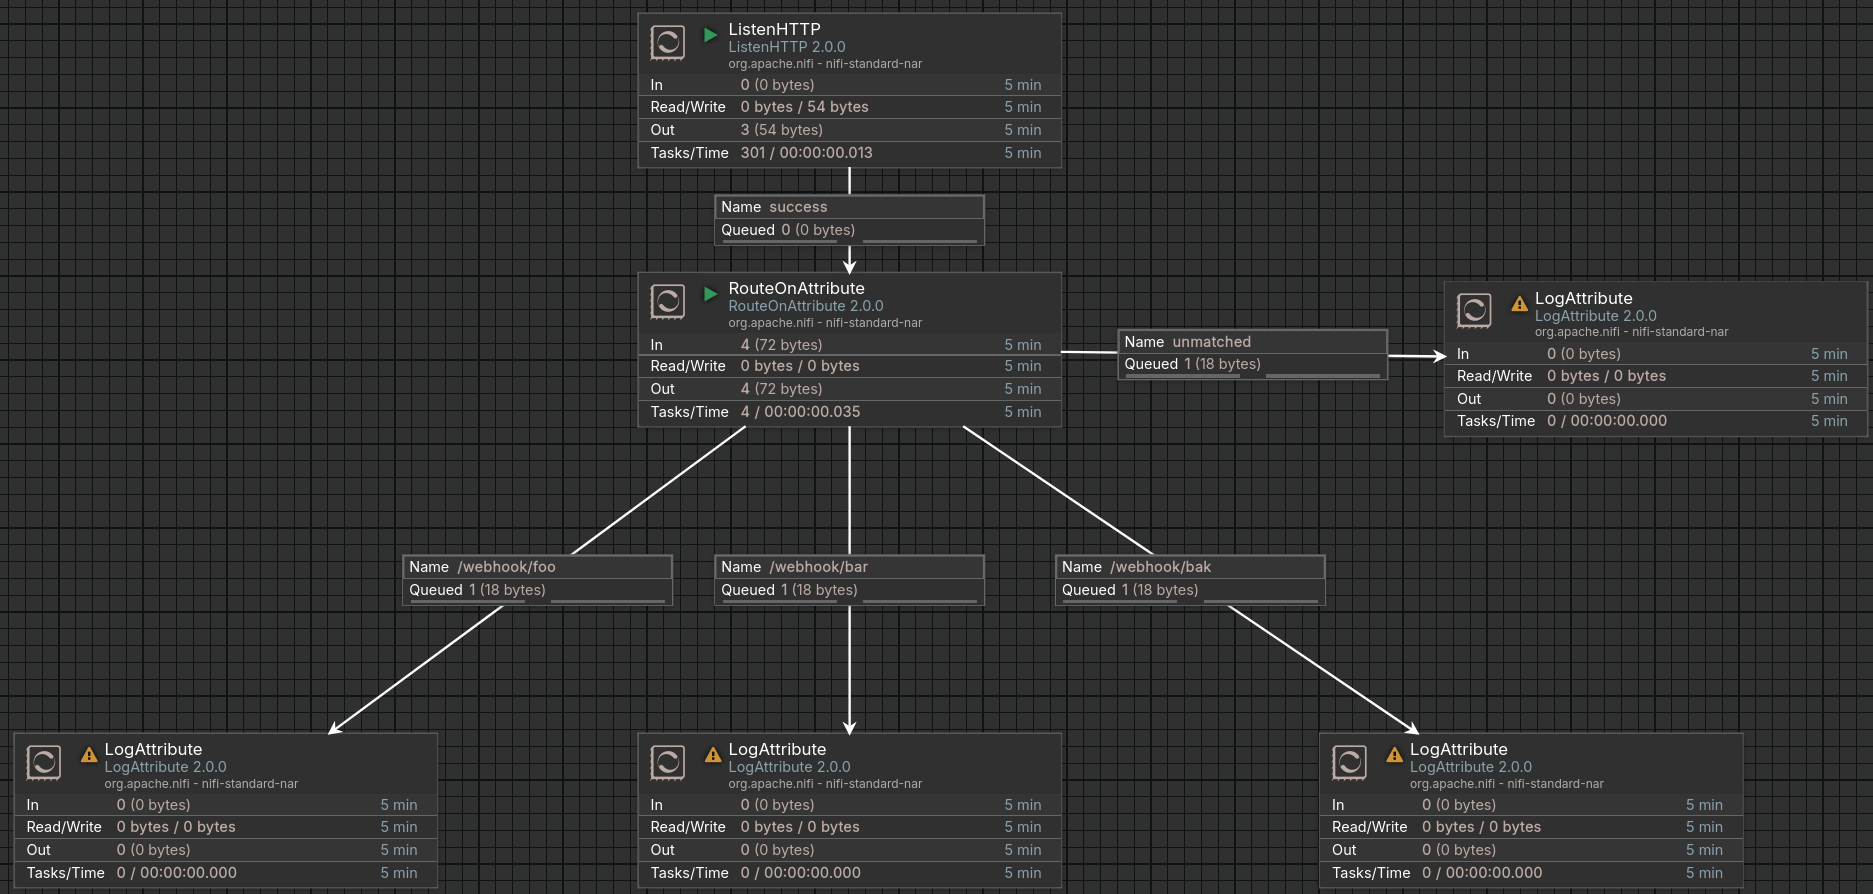 ListenHTTP
ListenHTTP 2.0.0
org.apache.nifi - nifi-standard-nar
In 0 (0 bytes) 5 min
Read/Write 0 bytes / 54 bytes 5 min
Out 3 (54 bytes) 5 min
Tasks/Time 301 / 00:00:00.013 5 min
Name success
Queued 0 (0 bytes)
RouteOnAttribute
RouteOnAttribute 2.0.0
org.apache.nifi - nifi-standard-nar
In 4 (72 bytes) 5 min
Read/Write 0 bytes / 0 bytes 5 min
Out 4 (72 bytes) 5 min
Tasks/Time 4 / 00:00:00.035 5 min
Name unmatched
Queued 1 (18 bytes)
LogAttribute
LogAttribute 2.0.0
org.apache.nifi - nifi-standard-nar
In 0 (0 bytes) 5 min
Read/Write 0 bytes / 0 bytes 5 min
Out 0 (0 bytes) 5 min
Tasks/Time 0 / 00:00:00.000 5 min
Name /webhook/foo
Queued 1 (18 bytes)
Name /webhook/bar
Queued 1 (18 bytes)
Name /webhook/bak
Queued 1 (18 bytes)
LogAttribute
LogAttribute 2.0.0
org.apache.nifi - nifi-standard-nar
In 0 (0 bytes) 5 min
Read/Write 0 bytes / 0 bytes 5 min
Out 0 (0 bytes) 5 min
Tasks/Time 0 / 00:00:00.000 5 min
LogAttribute
LogAttribute 2.0.0
org.apache.nifi - nifi-standard-nar
In 0 (0 bytes) 5 min
Read/Write 0 bytes / 0 bytes 5 min
Out 0 (0 bytes) 5 min
Tasks/Time 0 / 00:00:00.000 5 min
LogAttribute
LogAttribute 2.0.0
org.apache.nifi - nifi-standard-nar
In 0 (0 bytes) 5 min
Read/Write 0 bytes / 0 bytes 5 min
Out 0 (0 bytes) 5 min
Tasks/Time 0 / 00:00:00.000 5 min